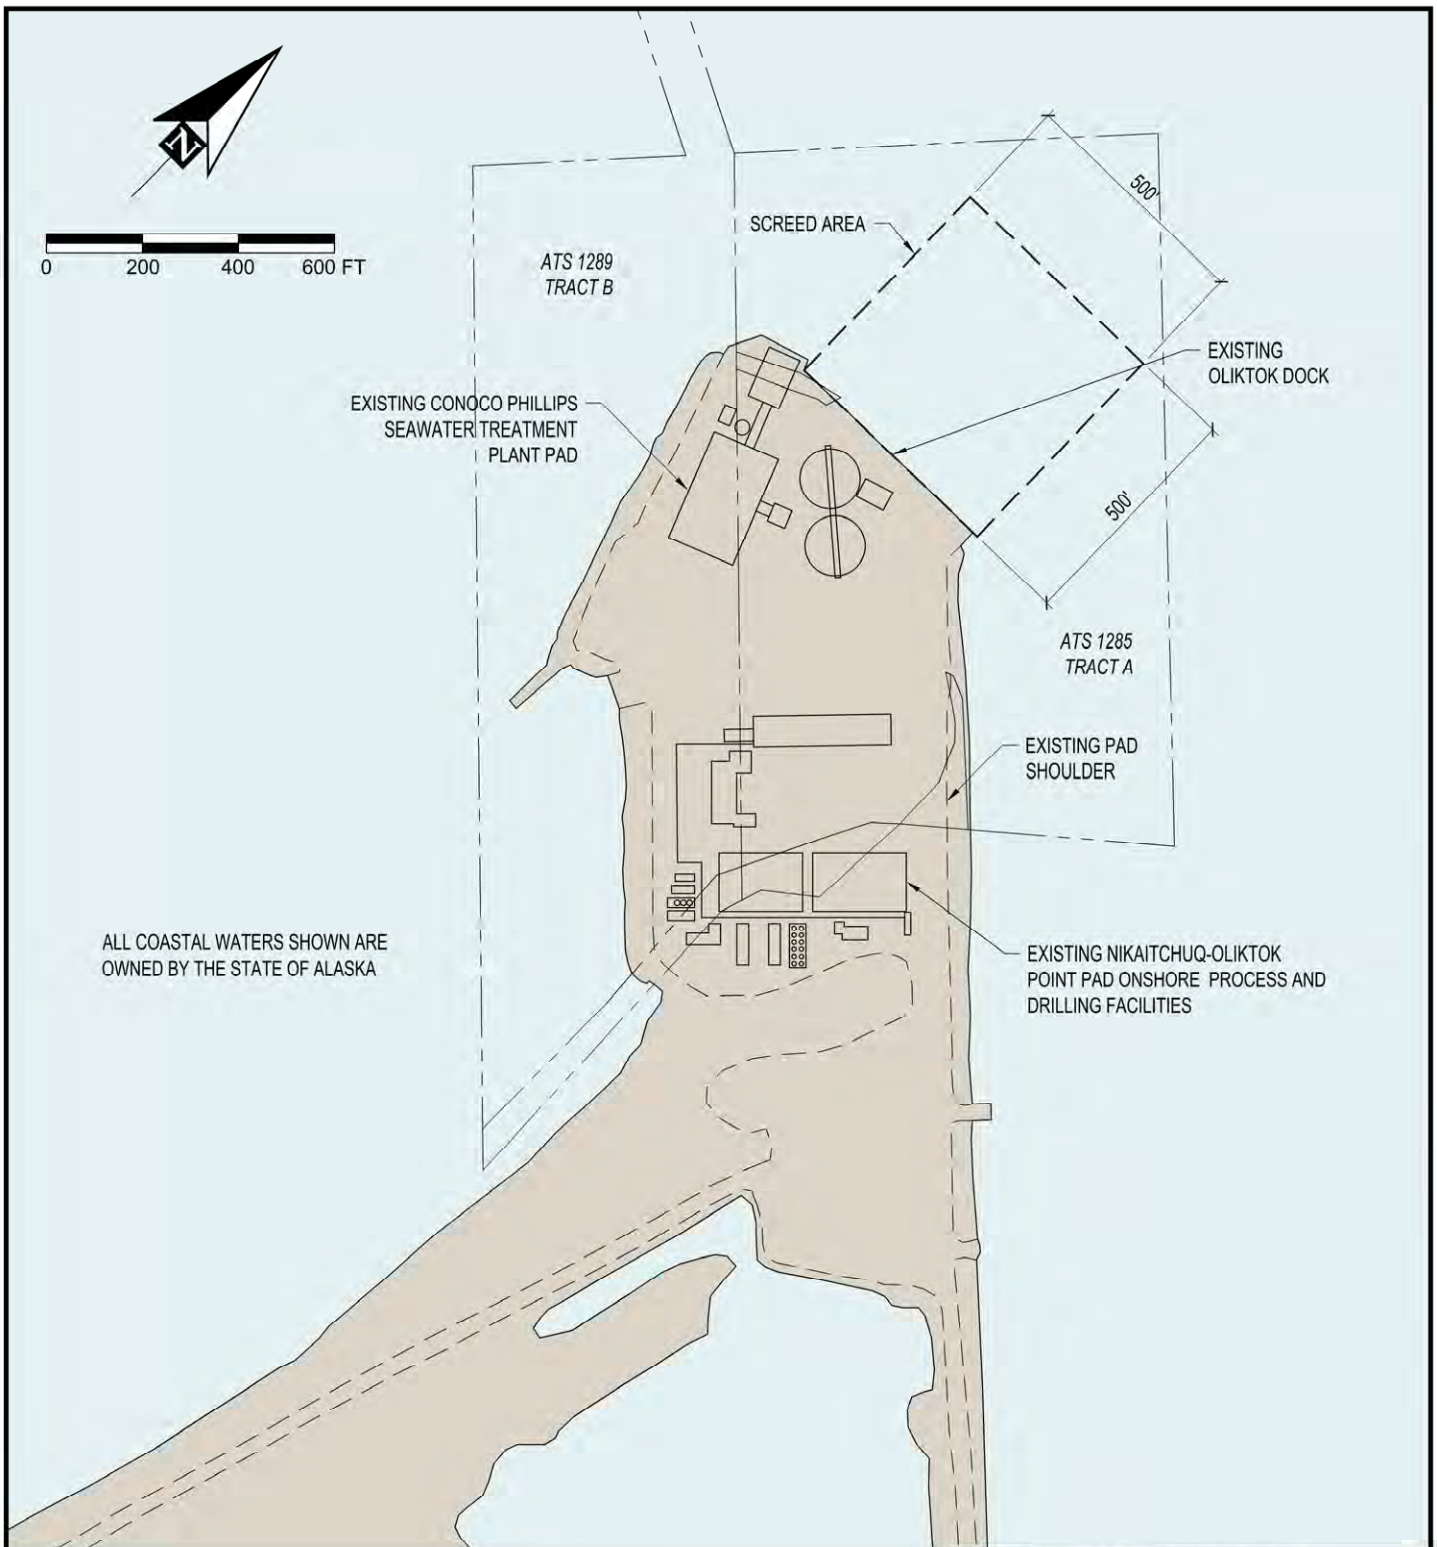 N
0 200 400 600 FT
SCREED AREA
500'
ATS 1289
TRACT B
EXISTING
OLIKTOK DOCK
EXISTING CONOCO PHILLIPS
SEAWATER TREATMENT
PLANT PAD
500'
ATS 1285
TRACT A
EXISTING PAD
SHOULDER
ALL COASTAL WATERS SHOWN ARE
OWNED BY THE STATE OF ALASKA
EXISTING NIKAITCHUQ-OLIKTOK
POINT PAD ONSHORE PROCESS AND
DRILLING FACILITIES